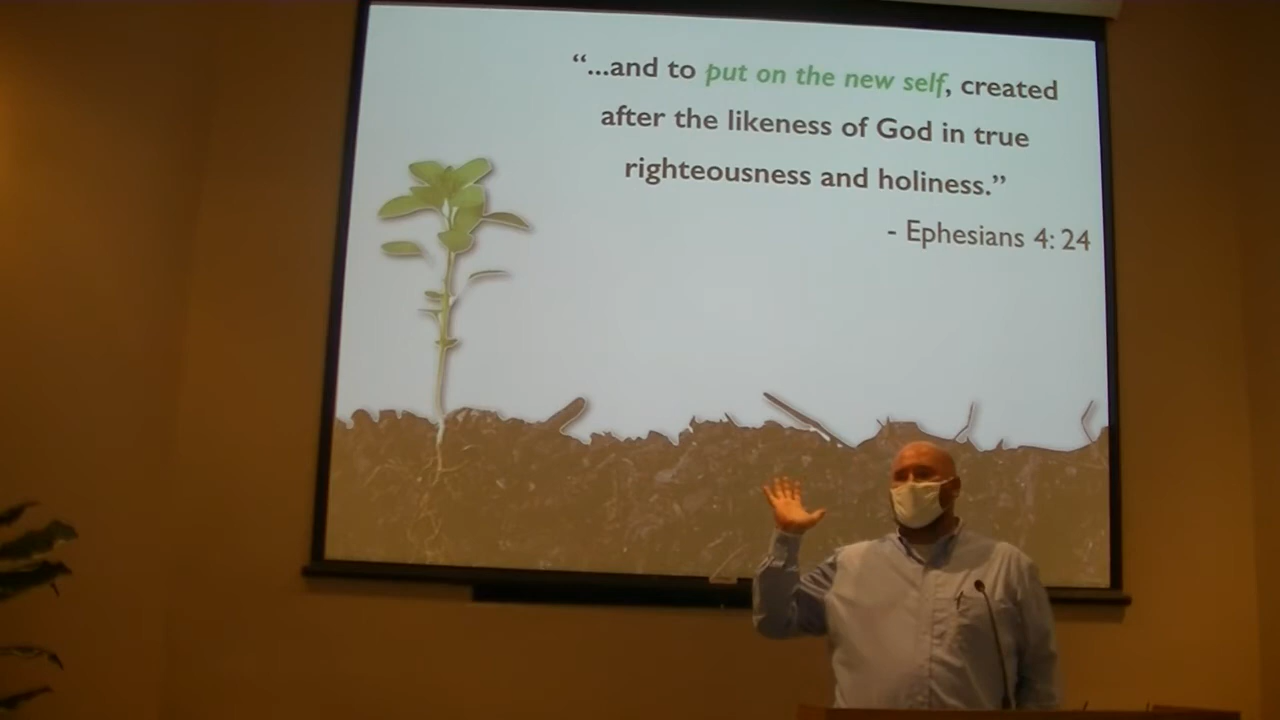 “...and to put on the new self, created
after the likeness of God in true
righteousness and holiness.”
- Ephesians 4: 24